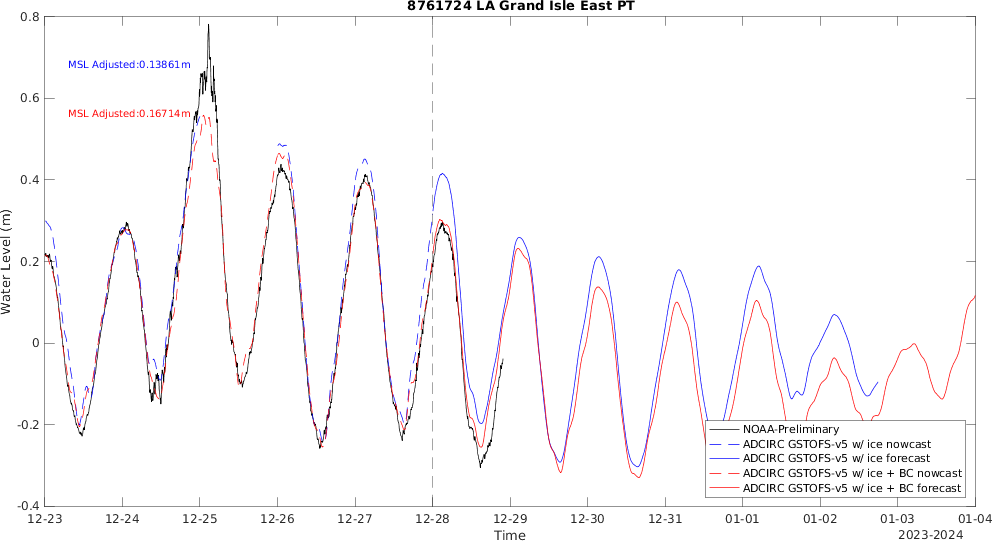 8761724 LA Grand Isle East PT
0.8
MSL Adjusted:0.13861m
0.6
MSL Adjusted:0.16714m
0.4
0.2
0
-0.2
-0.4
Water Level (m)
NOAA-Preliminary
ADCIRC GSTOFS-v5 w/ ice nowcast
ADCIRC GSTOFS-v5 w/ ice forecast
ADCIRC GSTOFS-v5 w/ ice + BC nowcast
ADCIRC GSTOFS-v5 w/ ice + BC forecast
12-23 12-24 12-25 12-26 12-27 12-28 12-29 12-30 12-31 01-01 01-02 01-03 01-04
Time
2023-2024